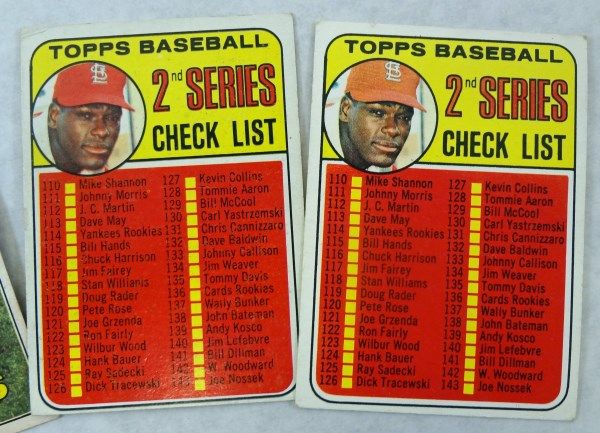 TOPPS BASEBALL
2nd SERIES
CHECK LIST
110 Mike Shannon
111 Johnny Morris
112 J. C. Martin
113 Dave May
114 Yankees Rookies
115 Bill Hands
116 Chuck Harrison
117 Jim Fairey
118 Stan Williams
119 Doug Rader
120 Pete Rose
121 Joe Grzenda
122 Ron Fairly
123 Wilbur Wood
124 Hank Bauer
125 Ray Sadecki
126 Dick Tracewski
127 Kevin Collins
128 Tommie Aaron
129 Bill McCool
130 Carl Yastrzemski
131 Chris Cannizzaro
132 Dave Baldwin
133 Johnny Callison
134 Jim Weaver
135 Tommy Davis
136 Cards Rookies
137 Wally Bunker
138 John Bateman
139 Andy Kosco
140 Jim Lefebvre
141 Bill Dillman
142 W. Woodward
143 Joe Nossek
TOPPS BASEBALL
2nd SERIES
CHECK LIST
110 Mike Shannon
111 Johnny Morris
112 J. C. Martin
113 Dave May
114 Yankees Rookies
115 Bill Hands
116 Chuck Harrison
117 Jim Fairey
118 Stan Williams
119 Doug Rader
120 Pete Rose
121 Joe Grzenda
122 Ron Fairly
123 Wilbur Wood
124 Hank Bauer
125 Ray Sadecki
126 Dick Tracewski
127 Kevin Collins
128 Tommie Aaron
129 Bill McCool
130 Carl Yastrzemski
131 Chris Cannizzaro
132 Dave Baldwin
133 Johnny Callison
134 Jim Weaver
135 Tommy Davis
136 Cards Rookies
137 Wally Bunker
138 John Bateman
139 Andy Kosco
140 Jim Lefebvre
141 Bill Dillman
142 W. Woodward
143 Joe Nossek